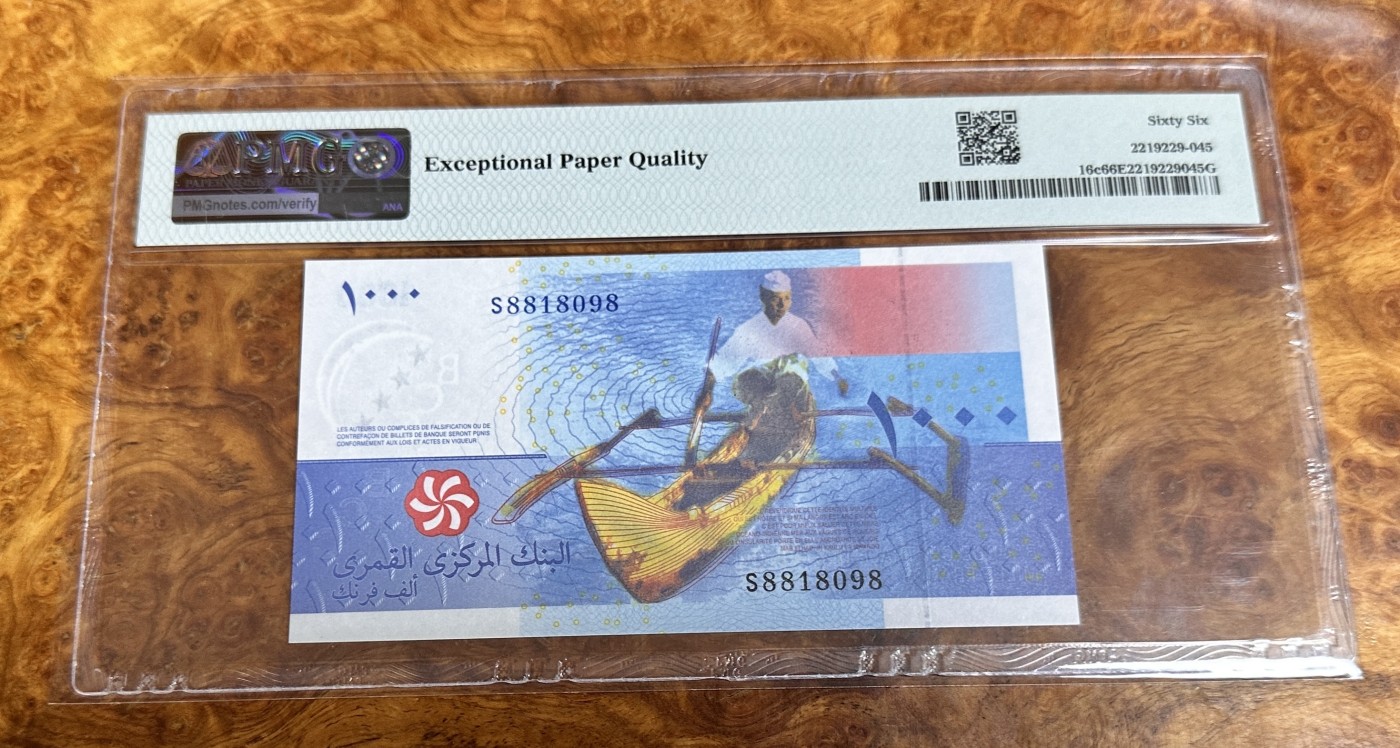 PMG
PMGnotes.com/verify
ANA
Exceptional Paper Quality
Sixty Six
2219229-045
16c66E2219229045G
١٠٠٠
S8818098
LES AUTEURS OU COMPLICES DE FALSIFICATION OU DE
CONTREFAÇON DE BILLETS DE BANQUE SERONT PUNIS
CONFORMÉMENT AUX LOIS ET ACTES EN VIGUEUR
١٠٠٠
البنك المركزي القمري
ألف فرنك
S8818098